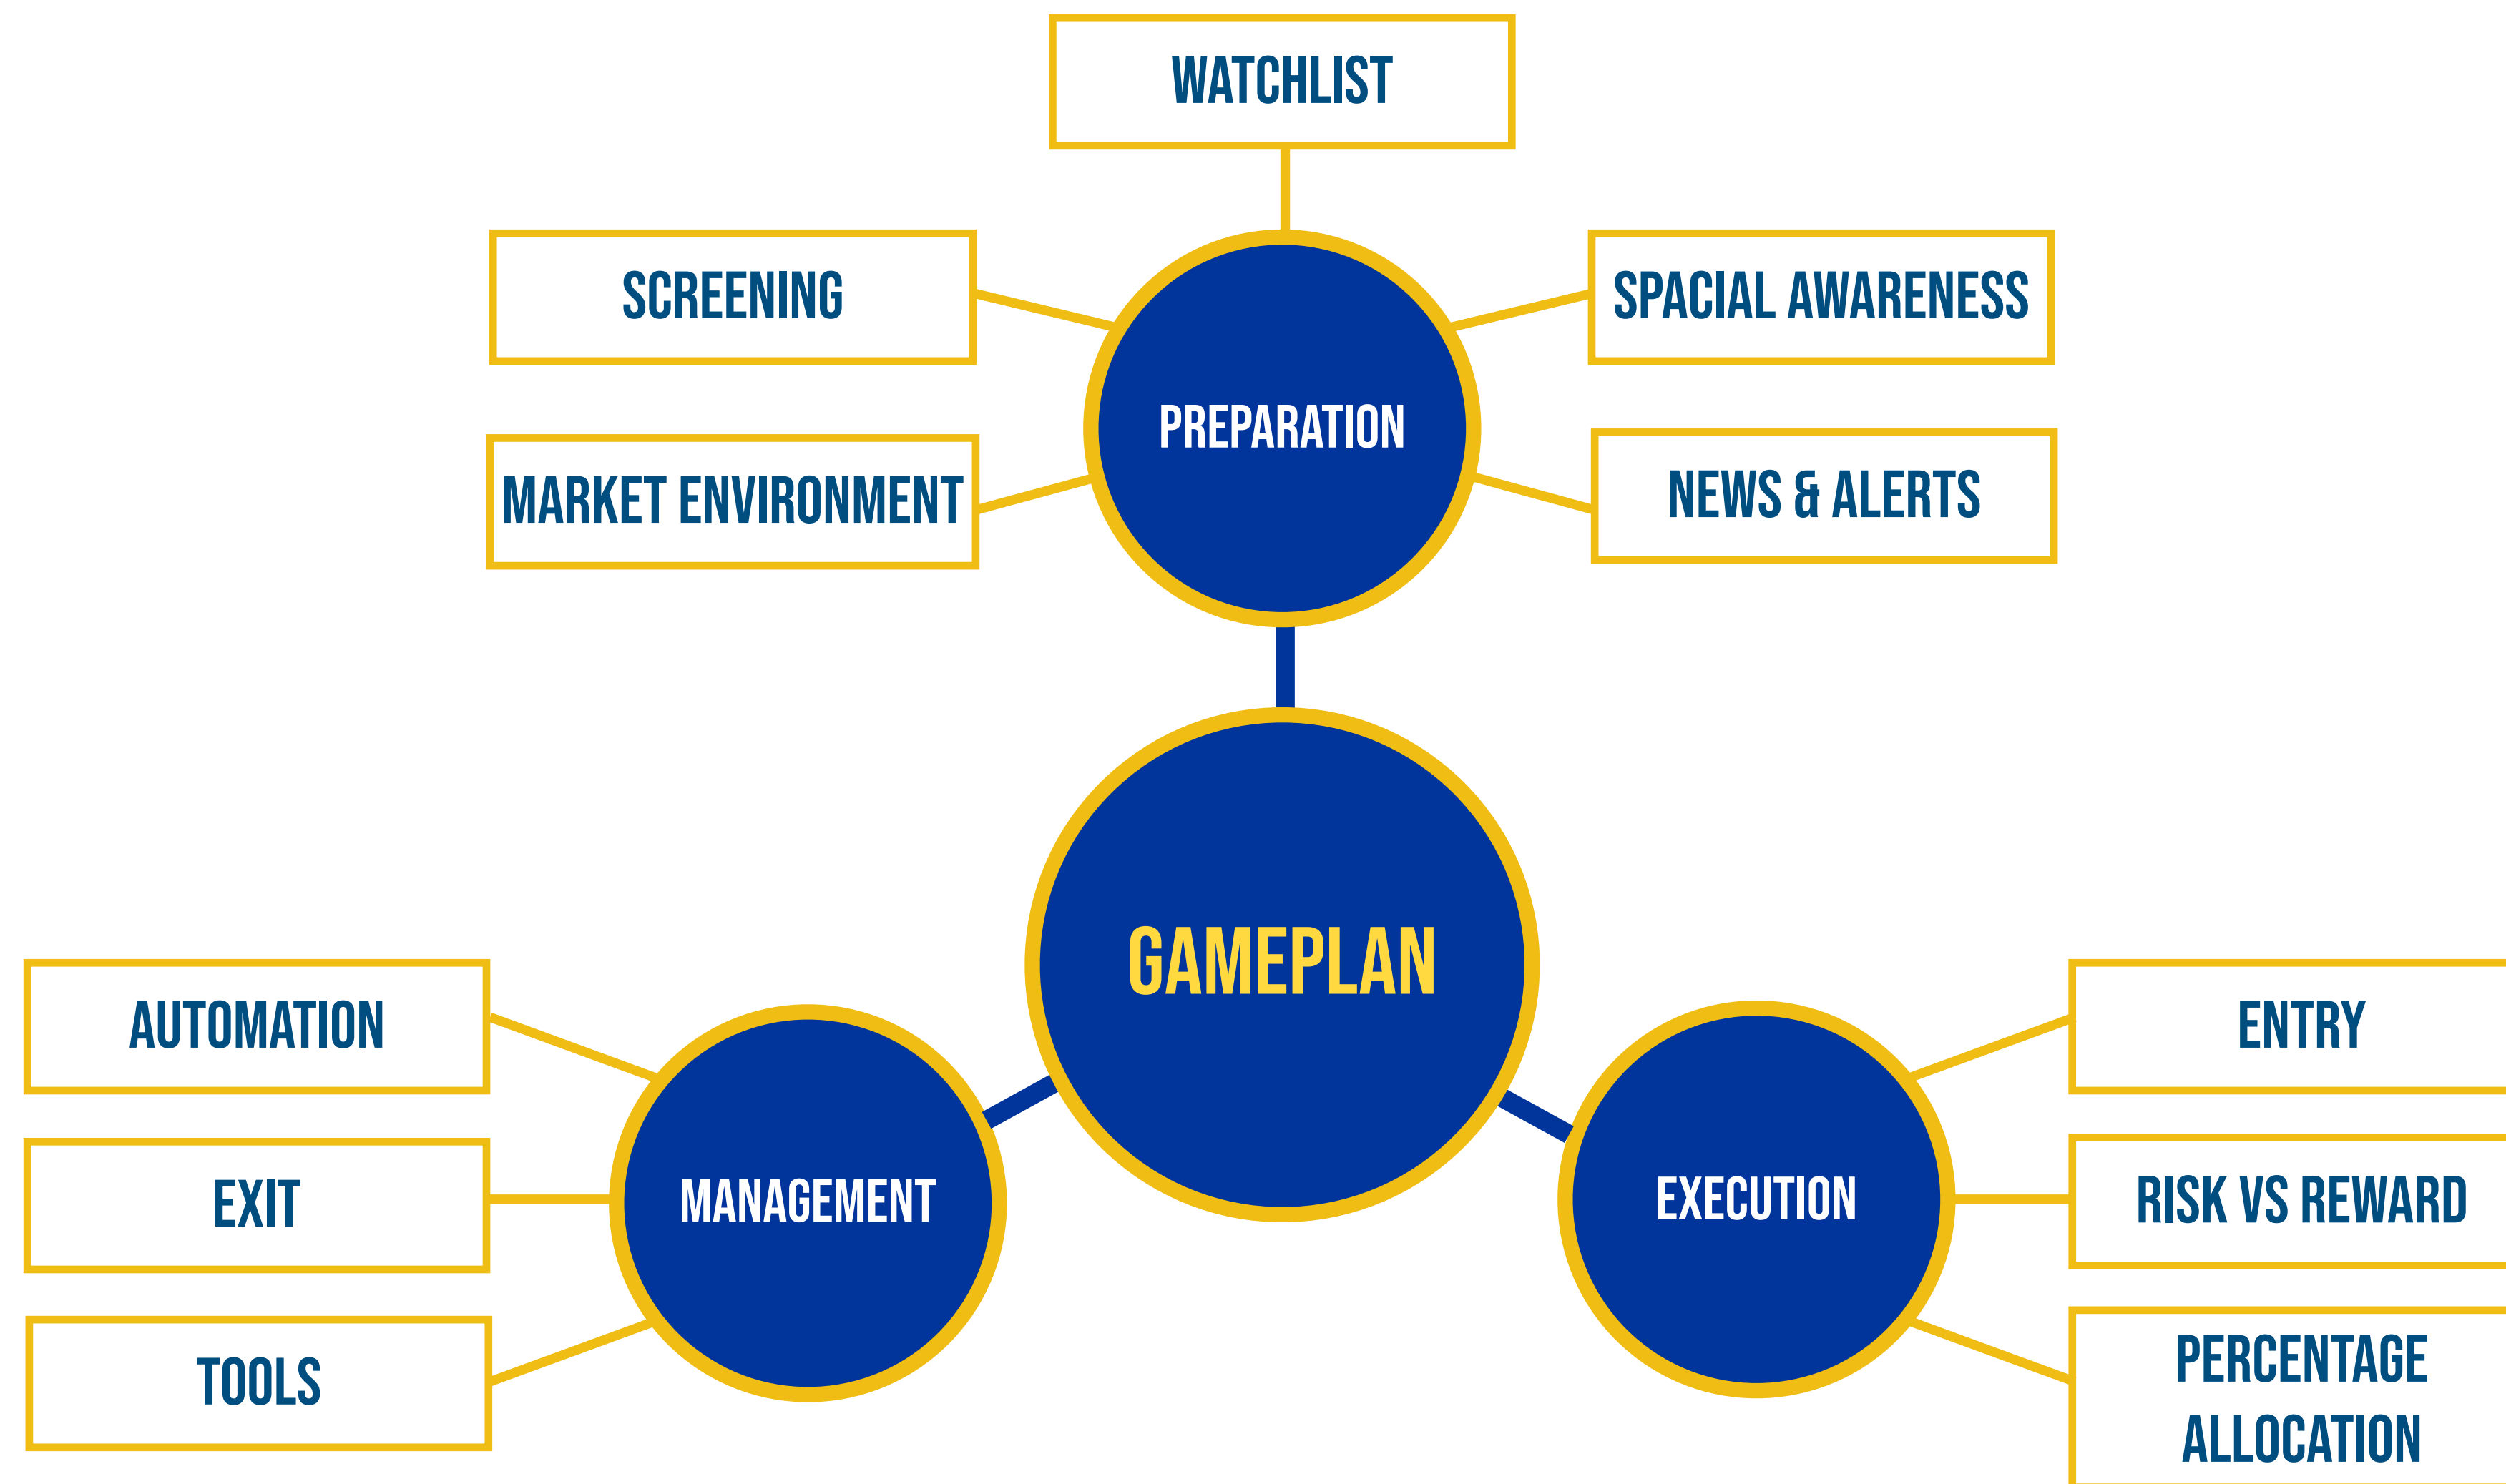 WATCHLIST
SCREENING
SPACIAL AWARENESS
PREPARATION
MARKET ENVIRONMENT
NEWS & ALERTS
GAMEPLAN
AUTOMATION
ENTRY
EXIT
MANAGEMENT
EXECUTION
RISK VS REWARD
TOOLS
PERCENTAGE
ALLOCATION